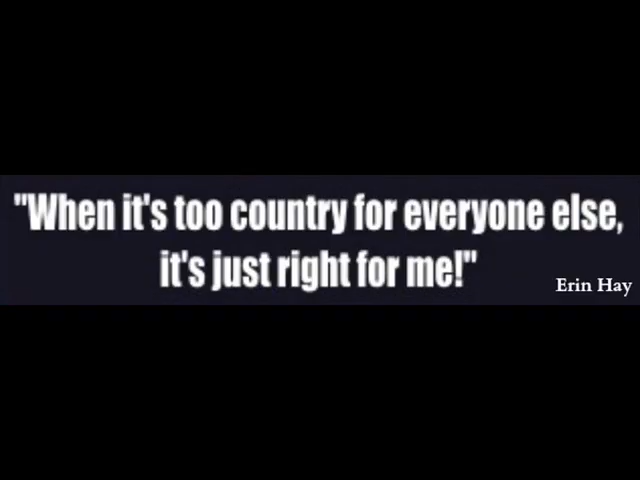 "When it's too country for everyone else,
it's just right for me!"
Erin Hay